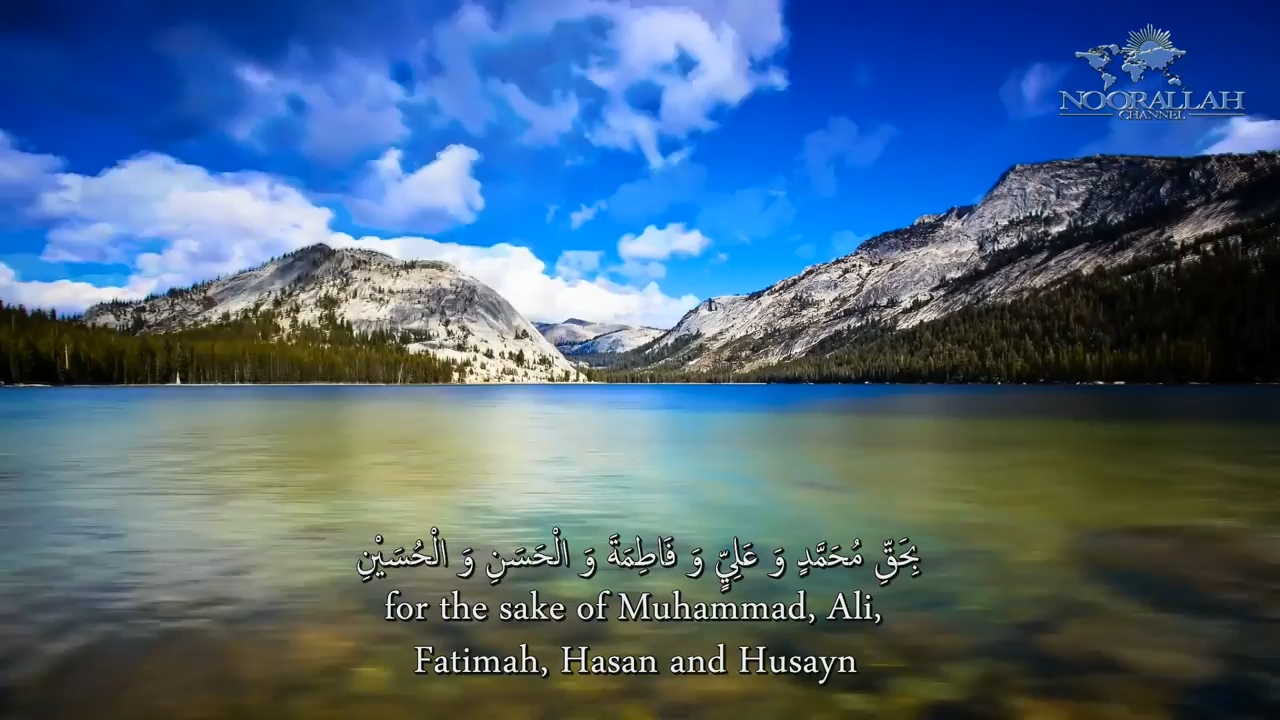 NOORALLAH
CHANNEL
بِحَقِّ مُحَمَّدٍ وَ عَلِيٍّ وَ فَاطِمَةَ وَ الْحَسَنِ وَ الْحُسَيْنِ
for the sake of Muhammad, Ali,
Fatimah, Hasan and Husayn